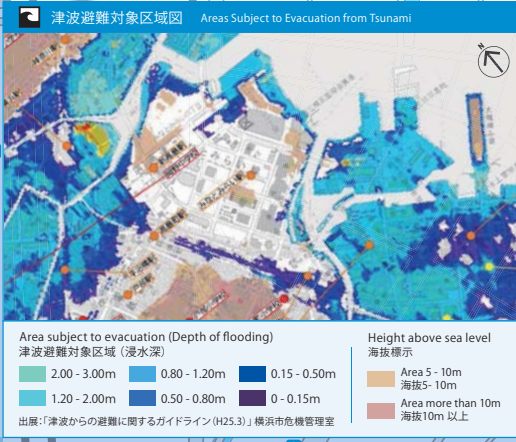 津波避難対象区域図 Areas Subject to Evacuation from Tsunami
N
Area subject to evacuation (Depth of flooding)
津波避難対象区域（浸水深）
2.00 - 3.00m 0.80 - 1.20m 0.15 - 0.50m
1.20 - 2.00m 0.50 - 0.80m 0 - 0.15m
出展：「津波からの避難に関するガイドライン（H25.3）」横浜市危機管理室
Height above sea level
海抜標示
Area 5 - 10m
海抜5- 10m
Area more than 10m
海抜10m 以上